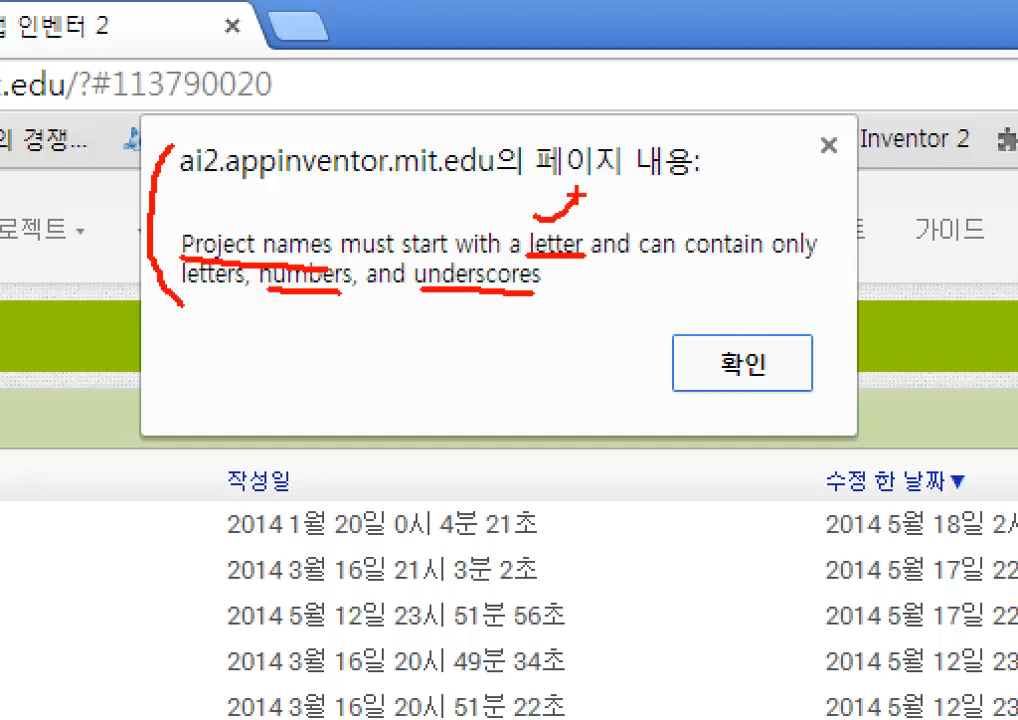 인벤터 2
.edu/?#113790020
의 경쟁...
Inventor 2
ai2.appinventor.mit.edu의 페이지 내용:
Project names must start with a letter and can contain only
letters, numbers, and underscores
확인
로젝트
가이드
작성일 수정 한 날짜▼
2014 1월 20일 0시 4분 21초 2014 5월 18일 2시
2014 3월 16일 21시 3분 2초 2014 5월 17일 22
2014 5월 12일 23시 51분 56초 2014 5월 17일 22
2014 3월 16일 20시 49분 34초 2014 5월 12일 23
2014 3월 16일 20시 51분 22초 2014 5월 12일 23